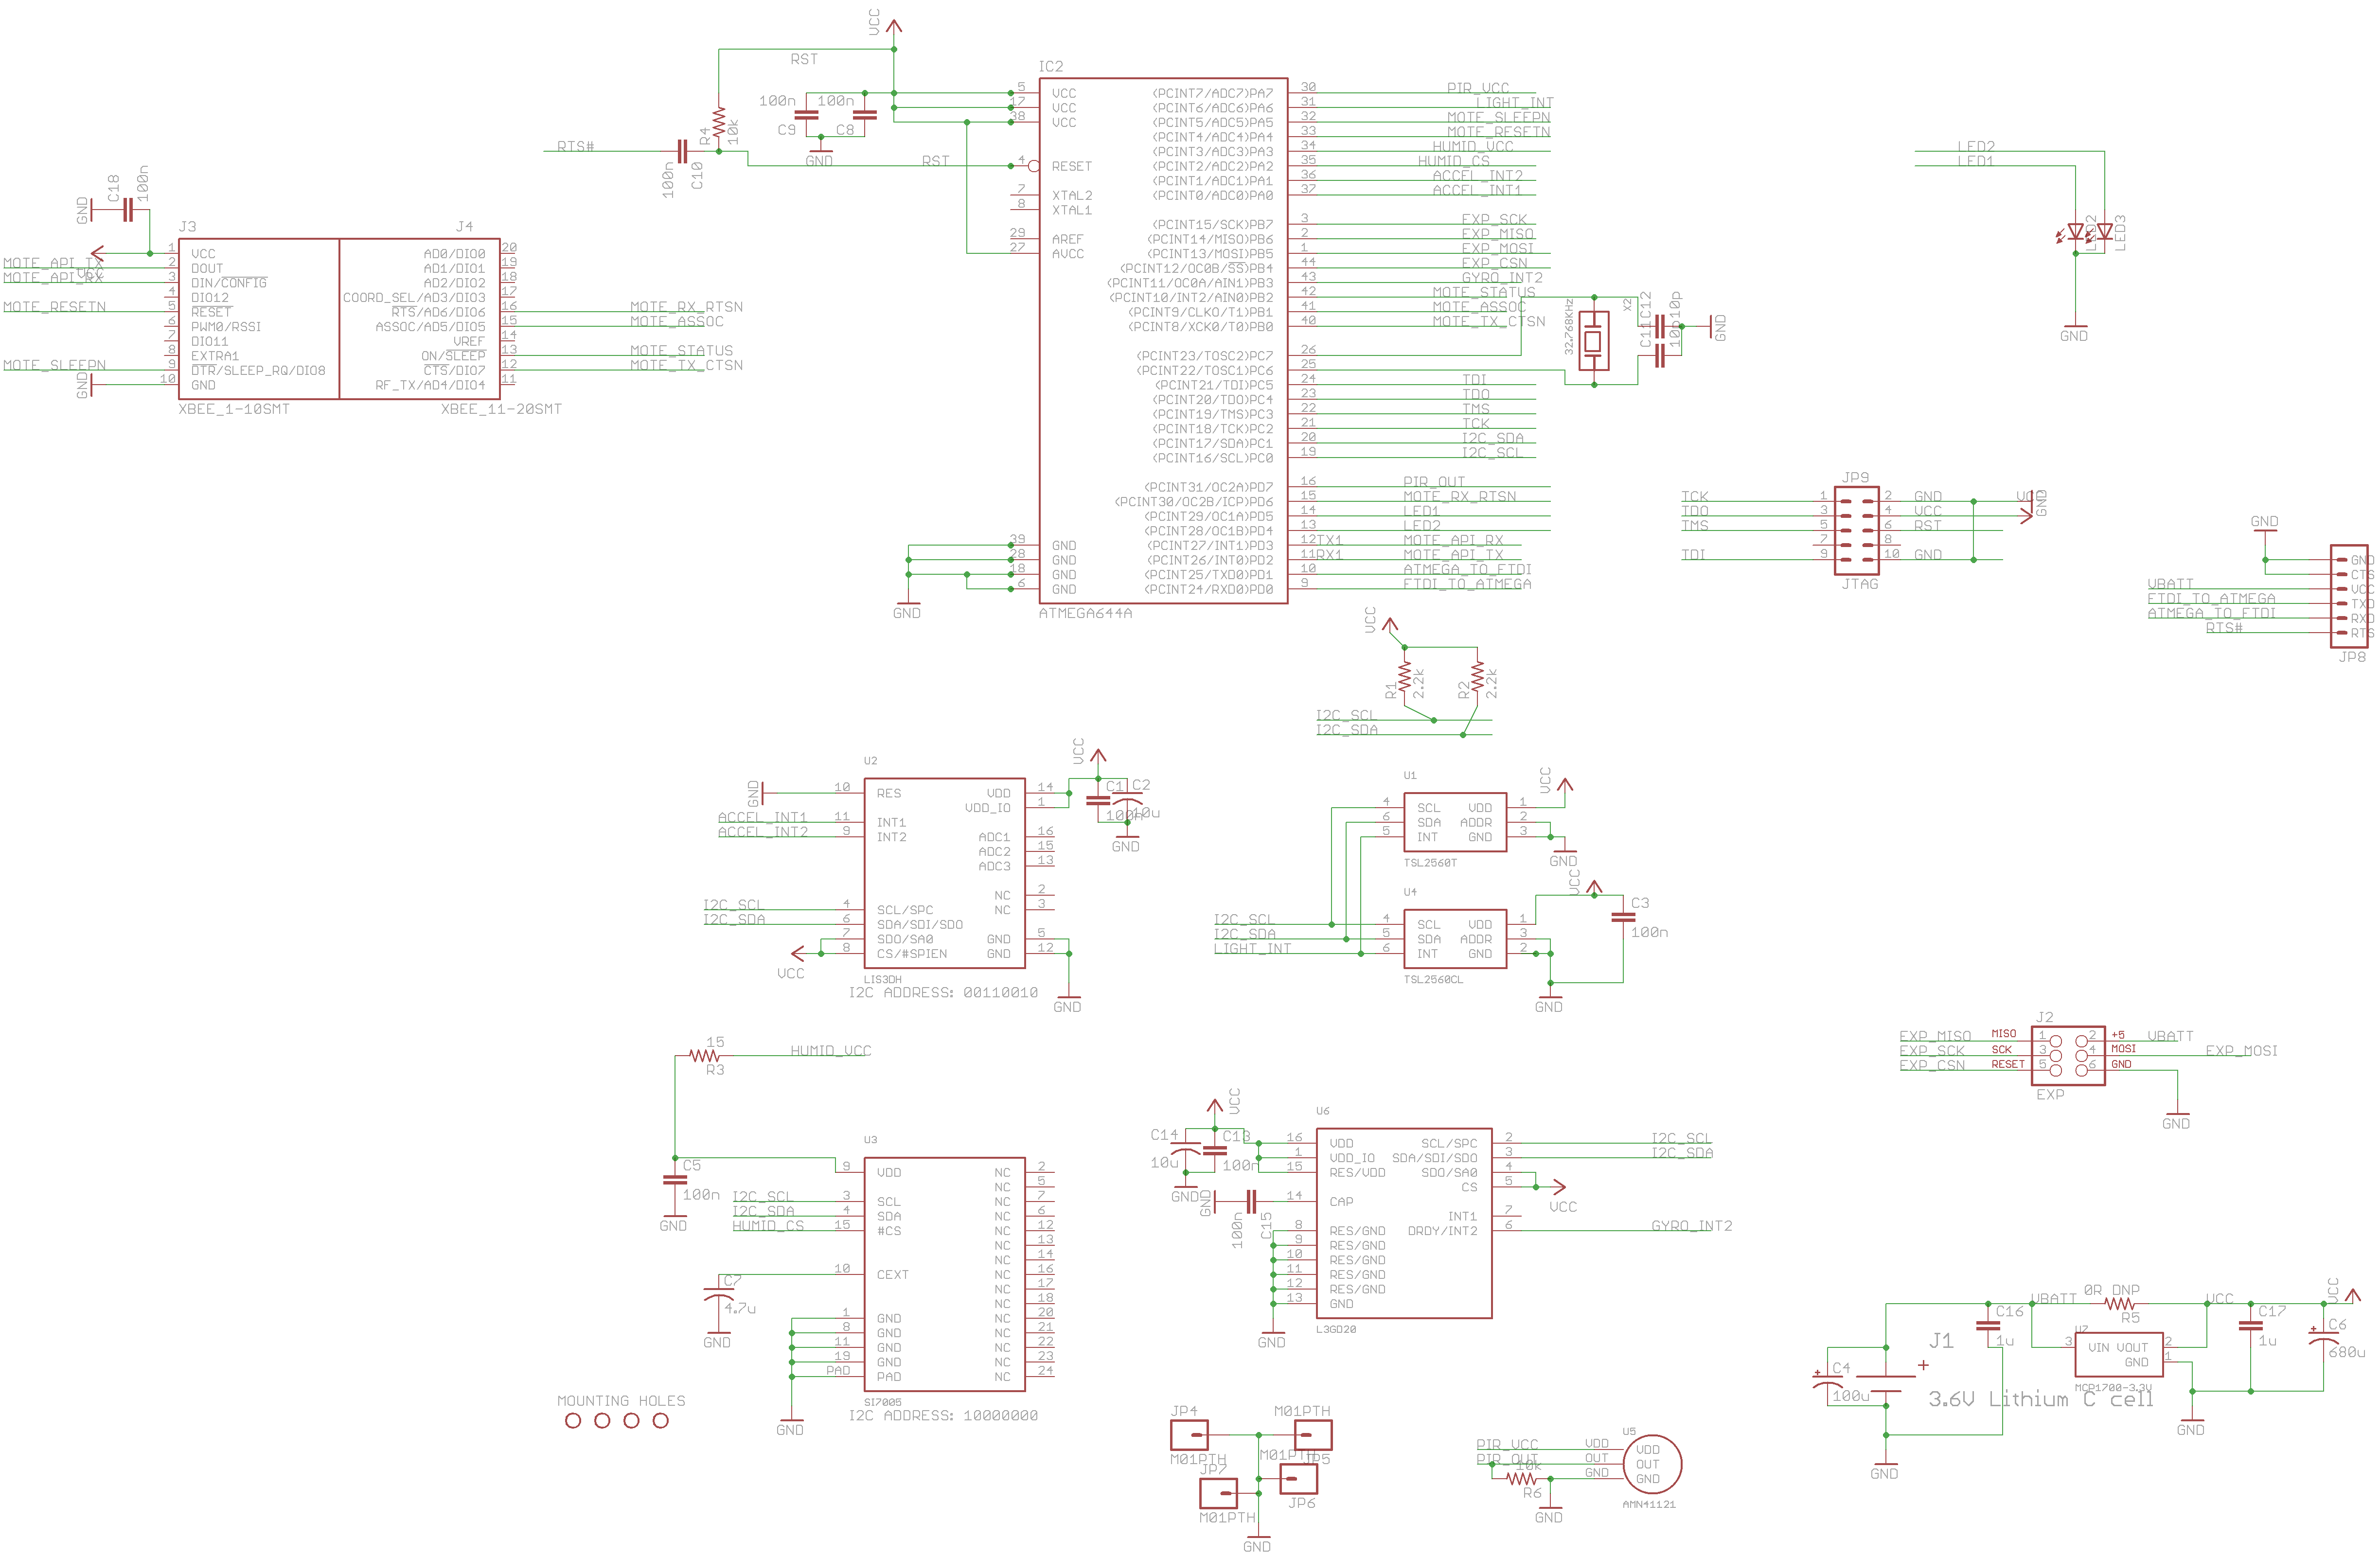 VCC
RST
100n 100n
C9 C8
GND
R4
10k
RTS#
100n
C10
RST
IC2
5 VCC
17 VCC
38 VCC
4 RESET
7 XTAL2
8 XTAL1
29 AREF
27 AVCC
39 GND
28 GND
18 GND
6 GND
GND
ATMEGA644A
(PCINT7/ADC7)PA7 30 PIR_VCC
(PCINT6/ADC6)PA6 31 LIGHT_INT
(PCINT5/ADC5)PA5 32 MOTE_SLEEPN
(PCINT4/ADC4)PA4 33 MOTE_RESETN
(PCINT3/ADC3)PA3 34 HUMID_VCC
(PCINT2/ADC2)PA2 35 HUMID_CS
(PCINT1/ADC1)PA1 36 ACCEL_INT2
(PCINT0/ADC0)PA0 37 ACCEL_INT1
(PCINT15/SCK)PB7 3 EXP_SCK
(PCINT14/MISO)PB6 2 EXP_MISO
(PCINT13/MOSI)PB5 1 EXP_MOSI
(PCINT12/OC0B/SS)PB4 44 EXP_CSN
(PCINT11/OC0A/AIN1)PB3 43 GYRO_INT2
(PCINT10/INT2/AIN0)PB2 42 MOTE_STATUS
(PCINT9/CLKO/T1)PB1 41 MOTE_ASSOC
(PCINT8/XCK0/T0)PB0 40 MOTE_TX_CTSN
(PCINT23/TOSC2)PC7 26
(PCINT22/TOSC1)PC6 25
(PCINT21/TDI)PC5 24 TDI
(PCINT20/TDO)PC4 23 TDO
(PCINT19/TMS)PC3 22 TMS
(PCINT18/TCK)PC2 21 TCK
(PCINT17/SDA)PC1 20 I2C_SDA
(PCINT16/SCL)PC0 19 I2C_SCL
(PCINT31/OC2A)PD7 16 PIR_OUT
(PCINT30/OC2B/ICP)PD6 15 MOTE_RX_RTSN
(PCINT29/OC1A)PD5 14 LED1
(PCINT28/OC1B)PD4 13 LED2
(PCINT27/INT1)PD3 12 TX1 MOTE_API_RX
(PCINT26/INT0)PD2 11 RX1 MOTE_API_TX
(PCINT25/TXD0)PD1 10 ATMEGA_TO_FTDI
(PCINT24/RXD0)PD0 9 FTDI_TO_ATMEGA
32.768KHz
X2
C11 C12
10p 10p
GND
LED2
LED1
LED2
LED3
GND
C18
100n
GND
J3 J4
VCC
MOTE_API_TX
MOTE_API_RX
MOTE_RESETN
MOTE_SLEEPN
GND
1 VCC
2 DOUT
3 DIN/CONFIG
4 DIO12
5 RESET
6 PWM0/RSSI
7 DIO11
8 EXTRA1
9 DTR/SLEEP_RQ/DIO8
10 GND
XBEE_1-10SMT
AD0/DIO0 20
AD1/DIO1 19
AD2/DIO2 18
COORD_SEL/AD3/DIO3 17
RTS/AD6/DIO6 16 MOTE_RX_RTSN
ASSOC/AD5/DIO5 15 MOTE_ASSOC
VREF 14
ON/SLEEP 13 MOTE_STATUS
CTS/DIO7 12 MOTE_TX_CTSN
RF_TX/AD4/DIO4 11
XBEE_11-20SMT
JP9
TCK 1 2 GND
TDO 3 4 VCC
TMS 5 6 RST
7 8
TDI 9 10 GND
VCC
GND
JTAG
GND
GND
CTS
VBATT VCC
FTDI_TO_ATMEGA TXD
ATMEGA_TO_FTDI RXD
RTS# RTS
JP8
VCC
R1
2.2k
R2
2.2k
I2C_SCL
I2C_SDA
U2
GND
10 RES
ACCEL_INT1 11 INT1
ACCEL_INT2 9 INT2
I2C_SCL 4 SCL/SPC
I2C_SDA 6 SDA/SDI/SDO
7 SDO/SA0
8 CS/#SPIEN
VCC
VDD 14
VDD_IO 1
ADC1 16
ADC2 15
ADC3 13
NC 2
NC 3
GND 5
GND 12
GND
VCC
C1 C2
100n 10u
GND
LIS3DH
I2C ADDRESS: 00110010
U1
4 SCL VDD 1
6 SDA ADDR 2
5 INT GND 3
VCC
GND
TSL2560T
U4
I2C_SCL 4 SCL VDD 1
I2C_SDA 5 SDA ADDR 3
LIGHT_INT 6 INT GND 2
VCC
C3
100n
GND
TSL2560CL
15
R3
HUMID_VCC
C5
100n
GND
U3
9 VDD
I2C_SCL 3 SCL
I2C_SDA 4 SDA
HUMID_CS 15 #CS
10 CEXT
C7
4.7u
GND
1 GND
8 GND
11 GND
19 GND
PAD PAD
GND
NC 2
NC 5
NC 7
NC 6
NC 12
NC 13
NC 14
NC 16
NC 17
NC 18
NC 20
NC 21
NC 22
NC 23
NC 24
SI7005
I2C ADDRESS: 10000000
MOUNTING HOLES
VCC
C14
10u
C13
100n
GND
GND
100n
C15
U6
16 VDD
1 VDD_IO
15 RES/VDD
14 CAP
8 RES/GND
9 RES/GND
10 RES/GND
11 RES/GND
12 RES/GND
13 GND
GND
SCL/SPC 2 I2C_SCL
SDA/SDI/SDO 3 I2C_SDA
SDO/SA0 4
CS 5
VCC
INT1 7
DRDY/INT2 6 GYRO_INT2
L3GD20
J2
EXP_MISO MISO 1 2 +5 VBATT
EXP_SCK SCK 3 4 MOSI EXP_MOSI
EXP_CSN RESET 5 6 GND
EXP
GND
JP4
M01PTH
M01PTH
JP5
JP7
M01PTH
M01PTH
JP6
GND
U5
PIR_VCC VDD VDD
PIR_OUT OUT OUT
GND GND
10k
R6
GND
AMN41121
C4
100u
J1
+
3.6V Lithium C cell
GND
C16
1u
VBATT
0R DNP
R5
U7
3 VIN VOUT 2
GND 1
MCP1700-3.3V
GND
VCC
C17
1u
C6
680u
VCC